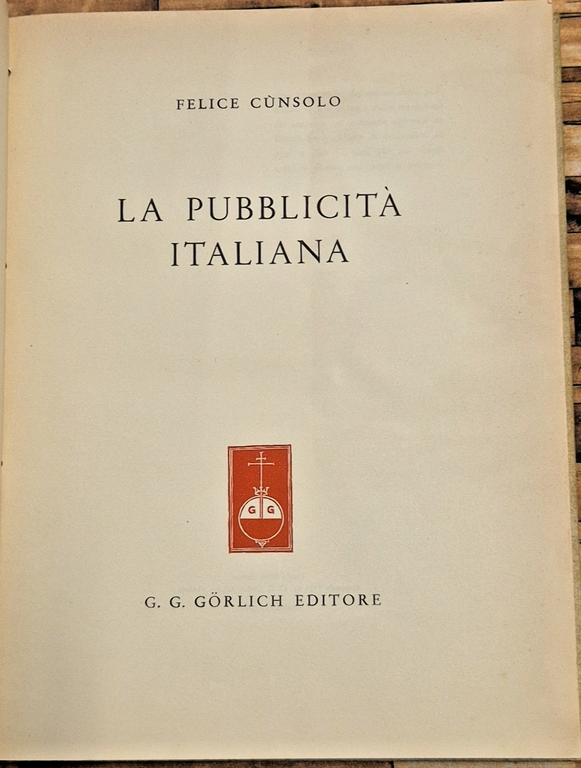 FELICE CÙNSOLO
LA PUBBLICITÀ
ITALIANA
G G
G. G. GÖRLICH EDITORE